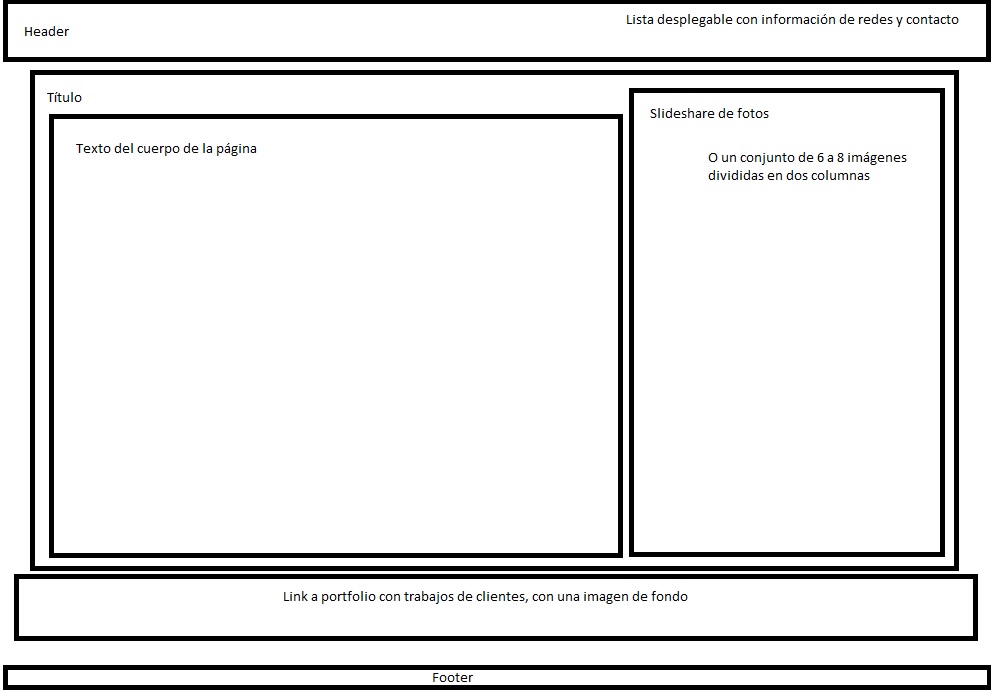 Header
Lista desplegable con información de redes y contacto
Título
Texto del cuerpo de la página
Slideshare de fotos
O un conjunto de 6 a 8 imágenes
divididas en dos columnas
Link a portfolio con trabajos de clientes, con una imagen de fondo
Footer